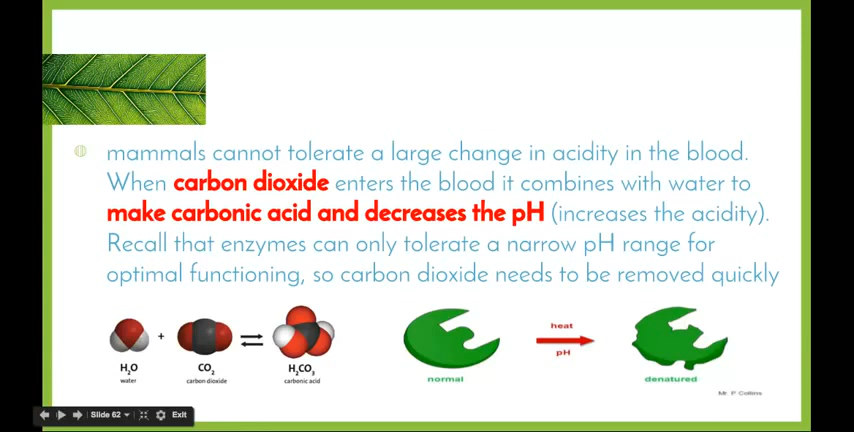 mammals cannot tolerate a large change in acidity in the blood.
When carbon dioxide enters the blood it combines with water to
make carbonic acid and decreases the pH (increases the acidity).
Recall that enzymes can only tolerate a narrow pH range for
optimal functioning, so carbon dioxide needs to be removed quickly
+
H₂O
water
CO₂
carbon dioxide
H₂CO₃
carbonic acid
normal
heat
pH
denatured
Mr P Collins
Slide 62
Exit